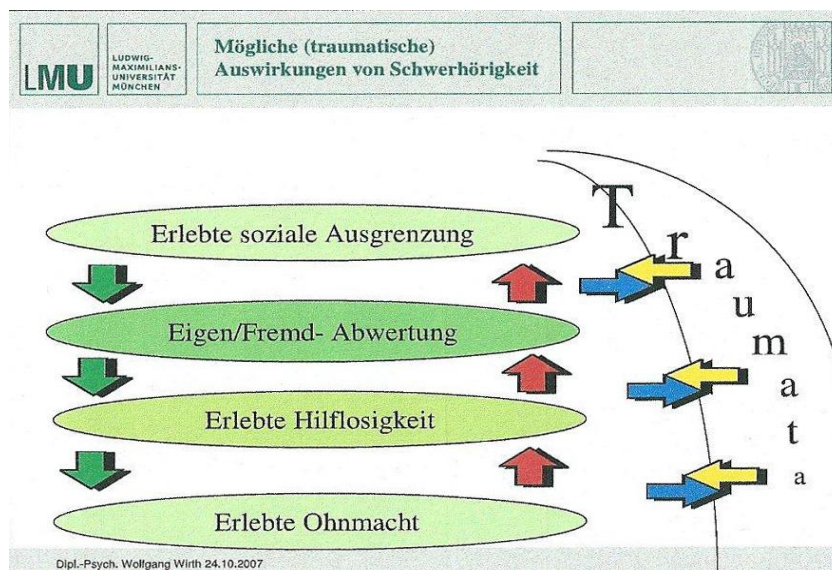 LMU
LUDWIG-
MAXIMILIANS-
UNIVERSITÄT
MÜNCHEN
Mögliche (traumatische)
Auswirkungen von Schwerhörigkeit
Traumata
Erlebte soziale Ausgrenzung
Eigen/Fremd- Abwertung
Erlebte Hilflosigkeit
Erlebte Ohnmacht
Dipl.-Psych. Wolfgang Wirth 24.10.2007